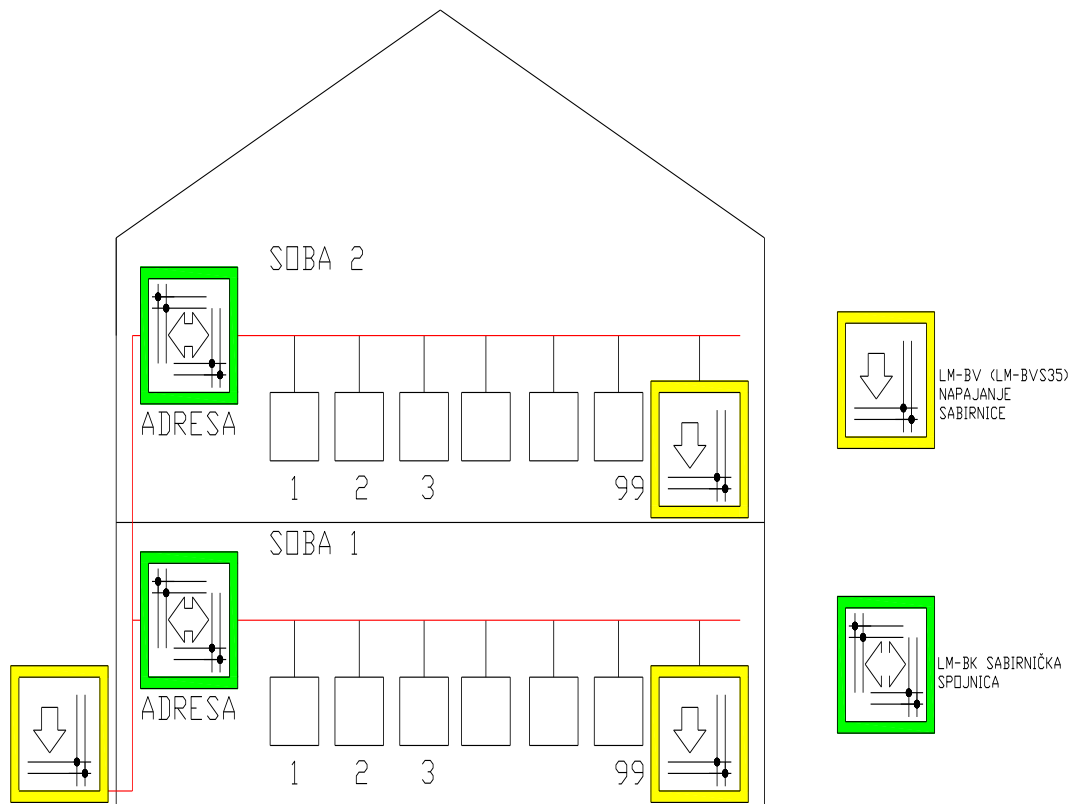 SOBA 2
ADRESA
1 2 3 99
SOBA 1
ADRESA
1 2 3 99
LM-BV (LM-BVS35)
NAPAJANJE
SABIRNICE
LM-BK SABIRNIČKA
SPOJNICA